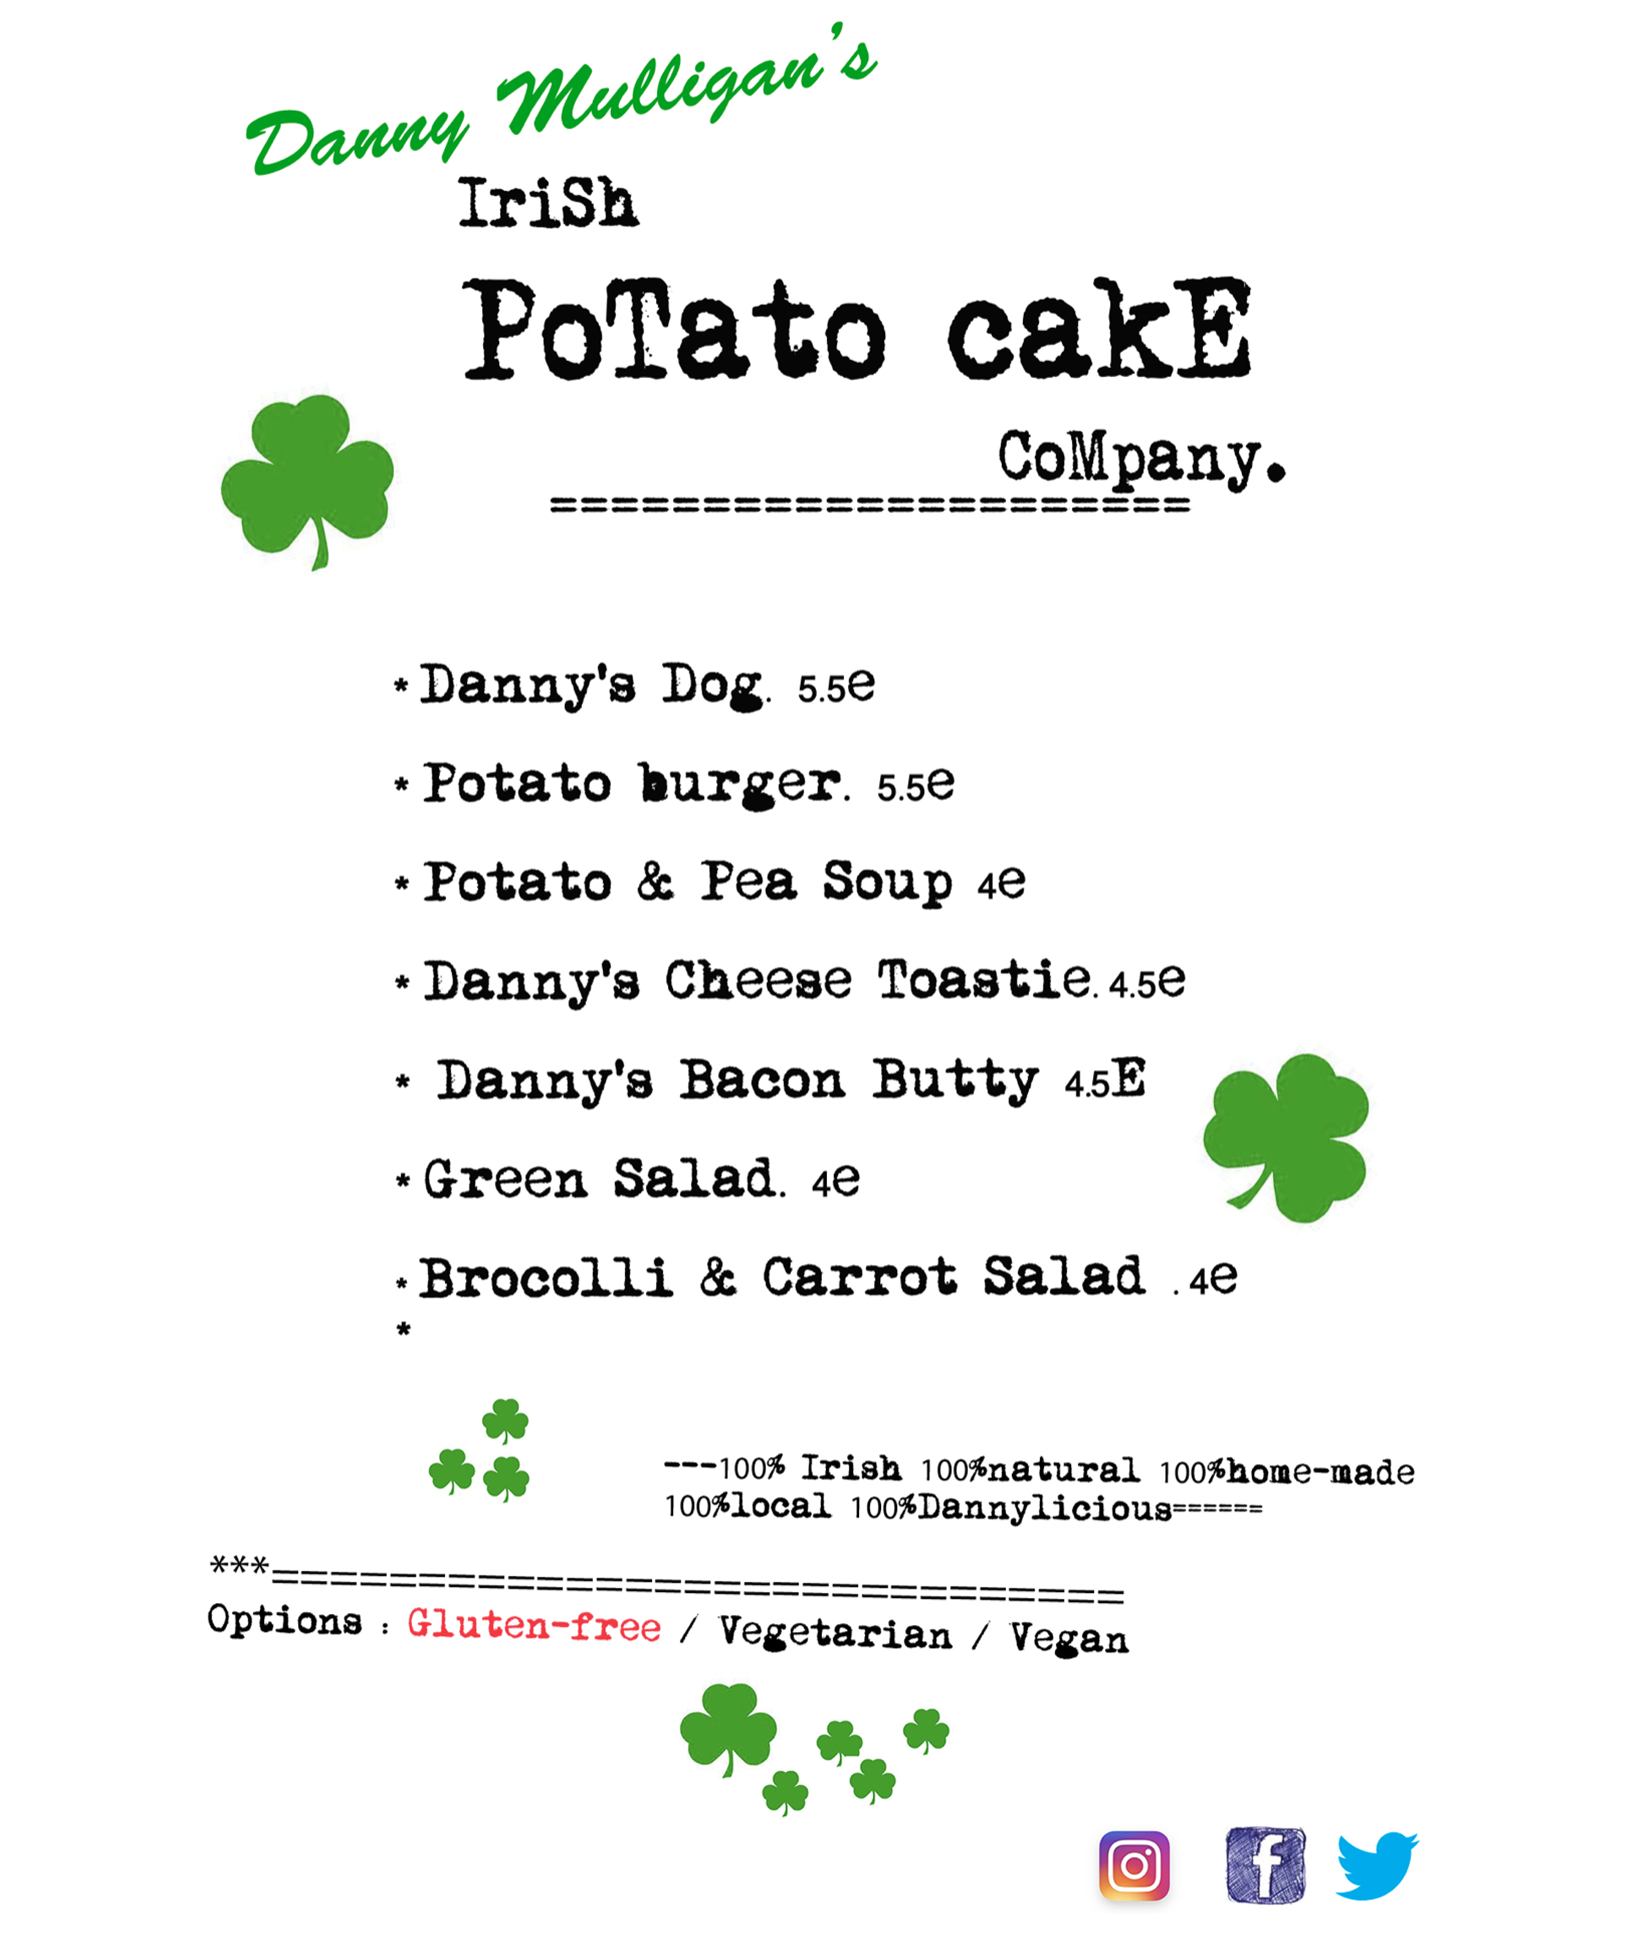 Danny Mulligan's
IriSh
PoTato cakE
CoMpany.
=====================
* Danny's Dog. 5.5e
* Potato burger. 5.5e
* Potato & Pea Soup 4e
* Danny's Cheese Toastie. 4.5e
* Danny's Bacon Butty 4.5E
* Green Salad. 4e
* Brocolli & Carrot Salad . 4e
*
---100% Irish 100%natural 100%home-made
100%local 100%Dannylicious======
***=============================
Options : Gluten-free / Vegetarian / Vegan
f